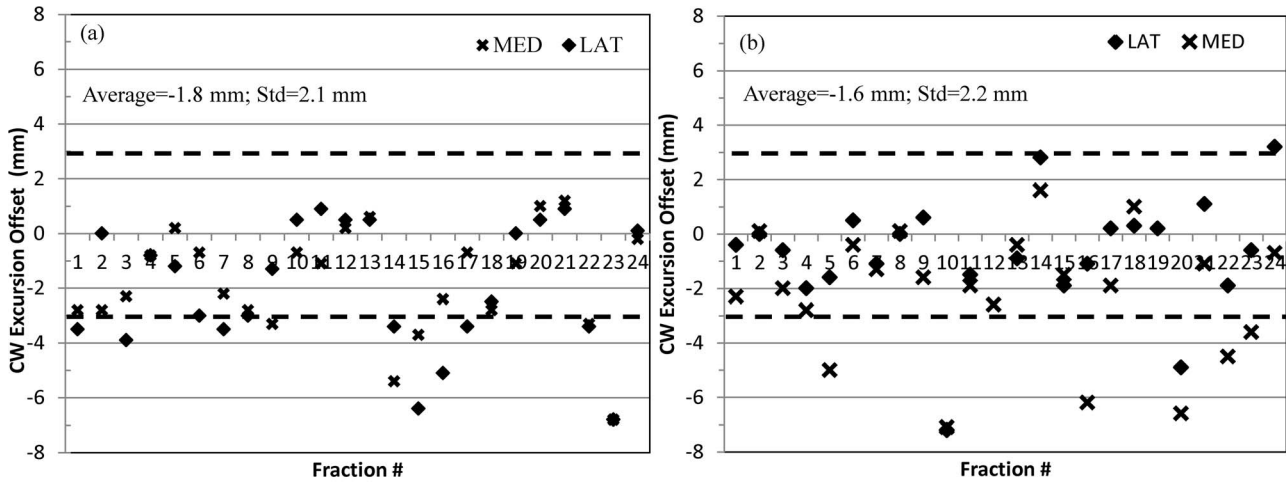 (a)
MED LAT
Average=-1.8 mm; Std=2.1 mm
CW Excursion Offset (mm)
8
6
4
2
0
-2
-4
-6
-8
1 2 3 4 5 6 7 8 9 10 11 12 13 14 15 16 17 18 19 20 21 22 23 24
Fraction #
(b)
LAT MED
Average=-1.6 mm; Std=2.2 mm
CW Excursion Offset (mm)
8
6
4
2
0
-2
-4
-6
-8
1 2 3 4 5 6 7 8 9 10 11 12 13 14 15 16 17 18 19 20 21 22 23 24
Fraction #